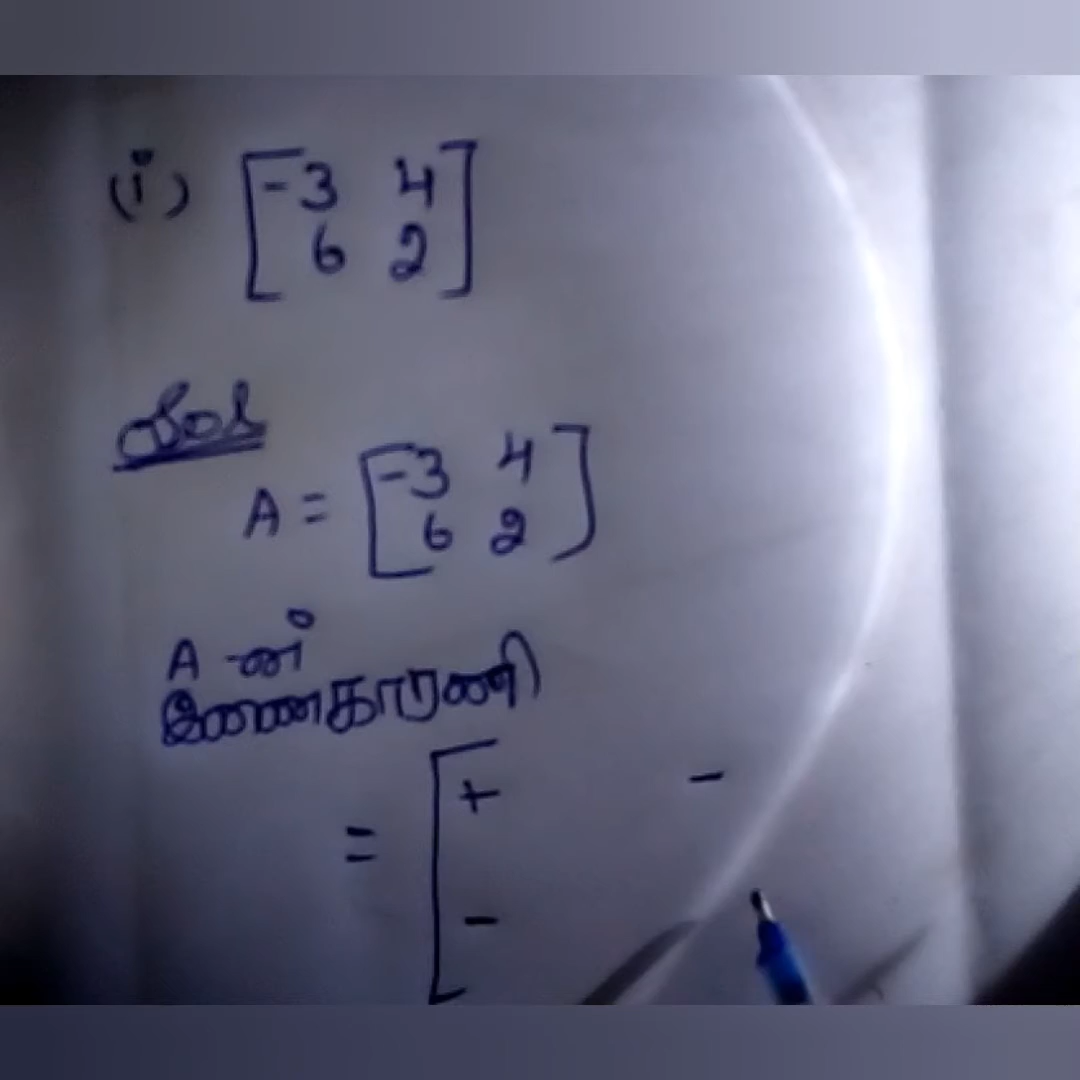 (i) [-3 4
6 2]
Sol
A = [-3 4
6 2]
A -ன்
இணைகாரணி
= [+ -
-